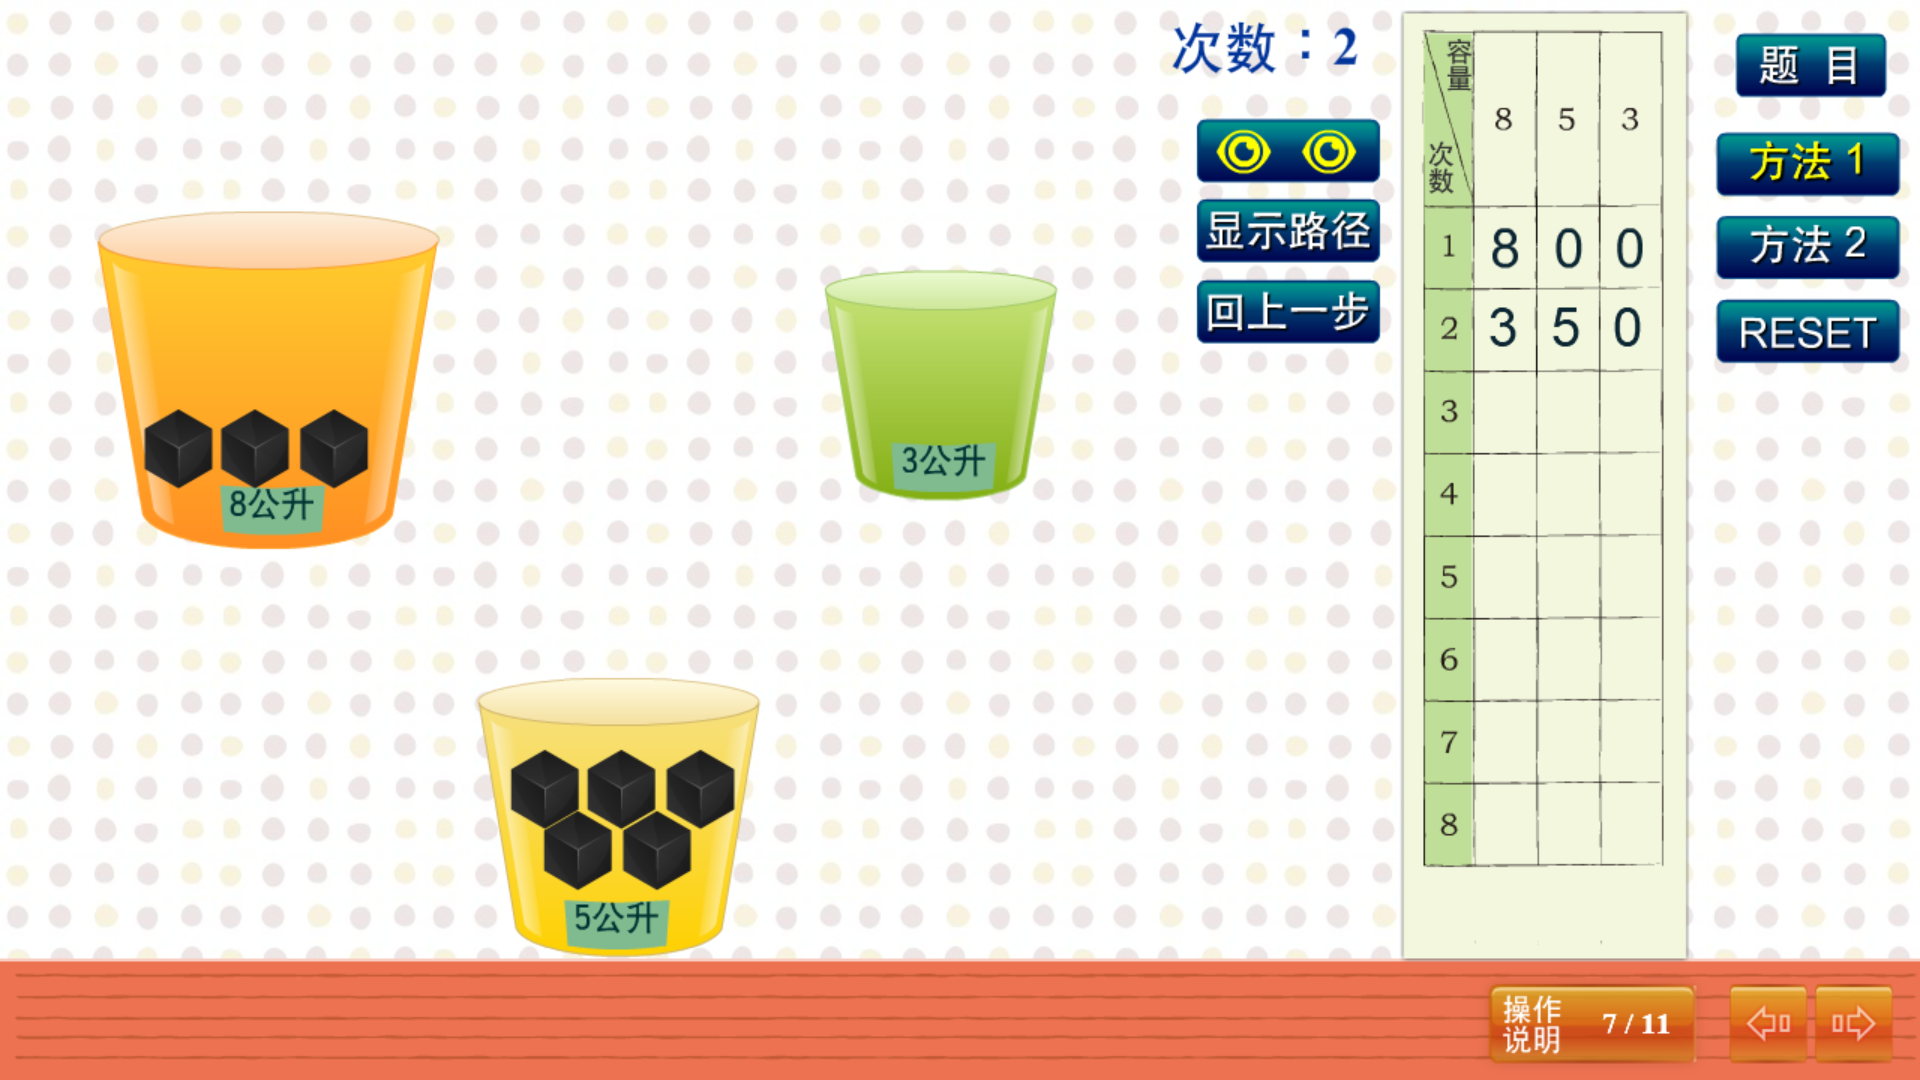 次数：2
显示路径
回上一步
8公升
3公升
5公升
容量
次数
8 5 3
1 8 0 0
2 3 5 0
3
4
5
6
7
8
题 目
方法 1
方法 2
RESET
操作
说明
7 / 11